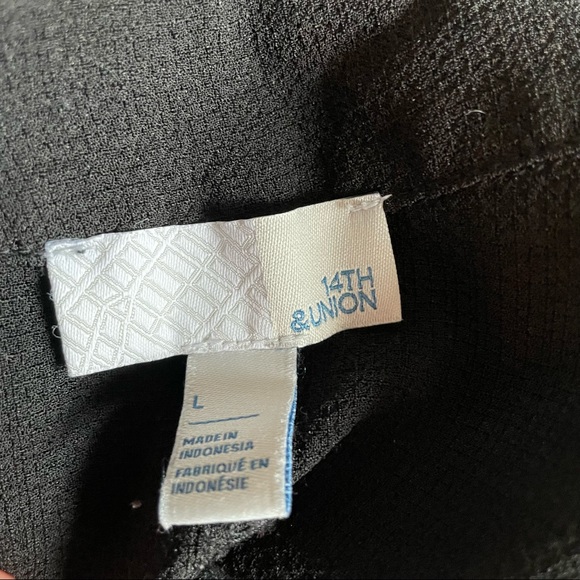 14TH
&UNION
L
MADE IN
INDONESIA
FABRIQUÉ EN
INDONÉSIE